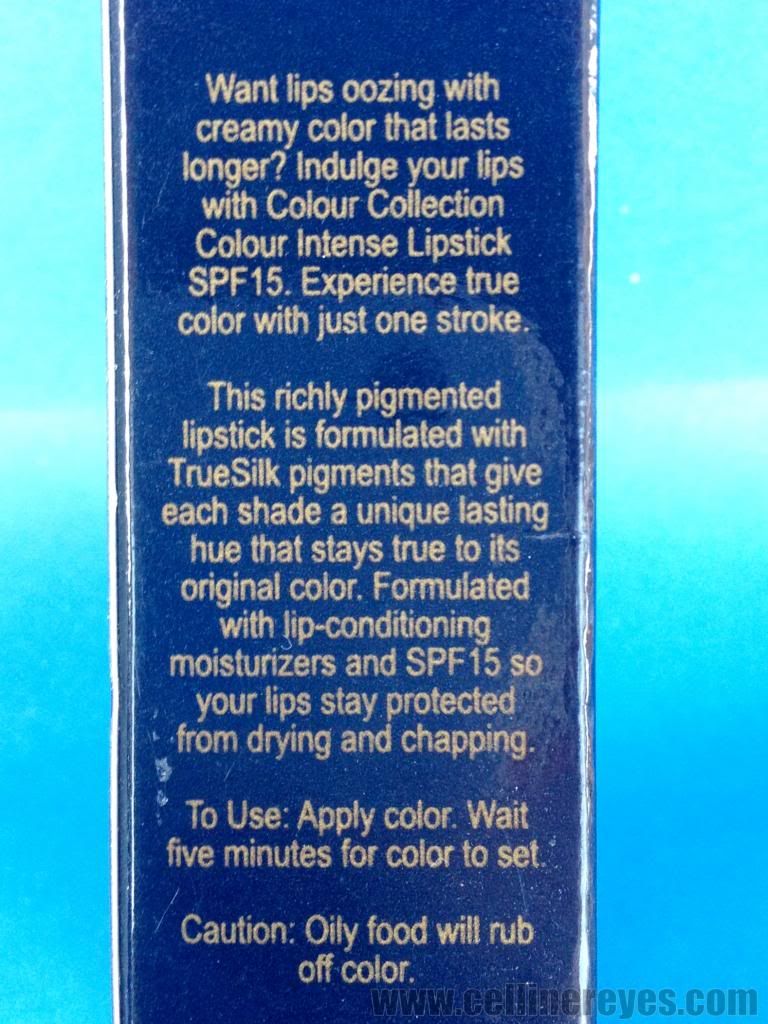 Want lips oozing with
creamy color that lasts
longer? Indulge your lips
with Colour Collection
Colour Intense Lipstick
SPF15. Experience true
color with just one stroke.
This richly pigmented
lipstick is formulated with
TrueSilk pigments that give
each shade a unique lasting
hue that stays true to its
original color. Formulated
with lip-conditioning
moisturizers and SPF15 so
your lips stay protected
from drying and chapping.
To Use: Apply color. Wait
five minutes for color to set.
Caution: Oily food will rub
off color.
www.cellinereyes.com